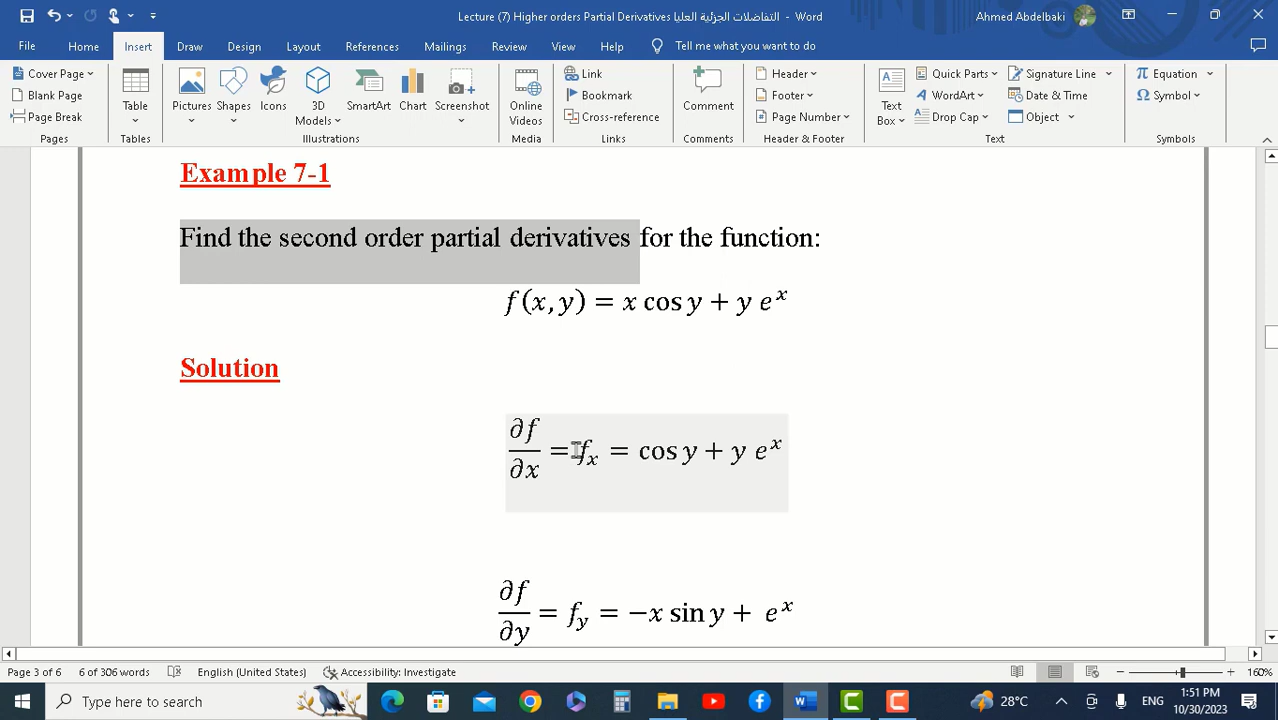 Lecture (7) Higher orders Partial Derivatives التفاضلات الجزئية العليا - Word
Ahmed Abdelbaki
File Home Insert Draw Design Layout References Mailings Review View Help Tell me what you want to do
Cover Page
Blank Page
Page Break
Pages
Table
Tables
Pictures
Shapes
Icons
3D
Models
SmartArt
Chart
Screenshot
Illustrations
Online
Videos
Media
Link
Bookmark
Cross-reference
Links
Comment
Comments
Header
Footer
Page Number
Header & Footer
Text
Box
Quick Parts
WordArt
Drop Cap
Signature Line
Date & Time
Object
Text
Equation
Symbol
Symbols
Example 7-1
Find the second order partial derivatives for the function:
f(x, y) = x cos y + y eˣ
Solution
∂f/∂x = fₓ = cos y + y eˣ
∂f/∂y = f_y = −x sin y + eˣ
Page 3 of 6 6 of 306 words English (United States) Accessibility: Investigate 160%
Type here to search
28°C ENG
1:51 PM
10/30/2023